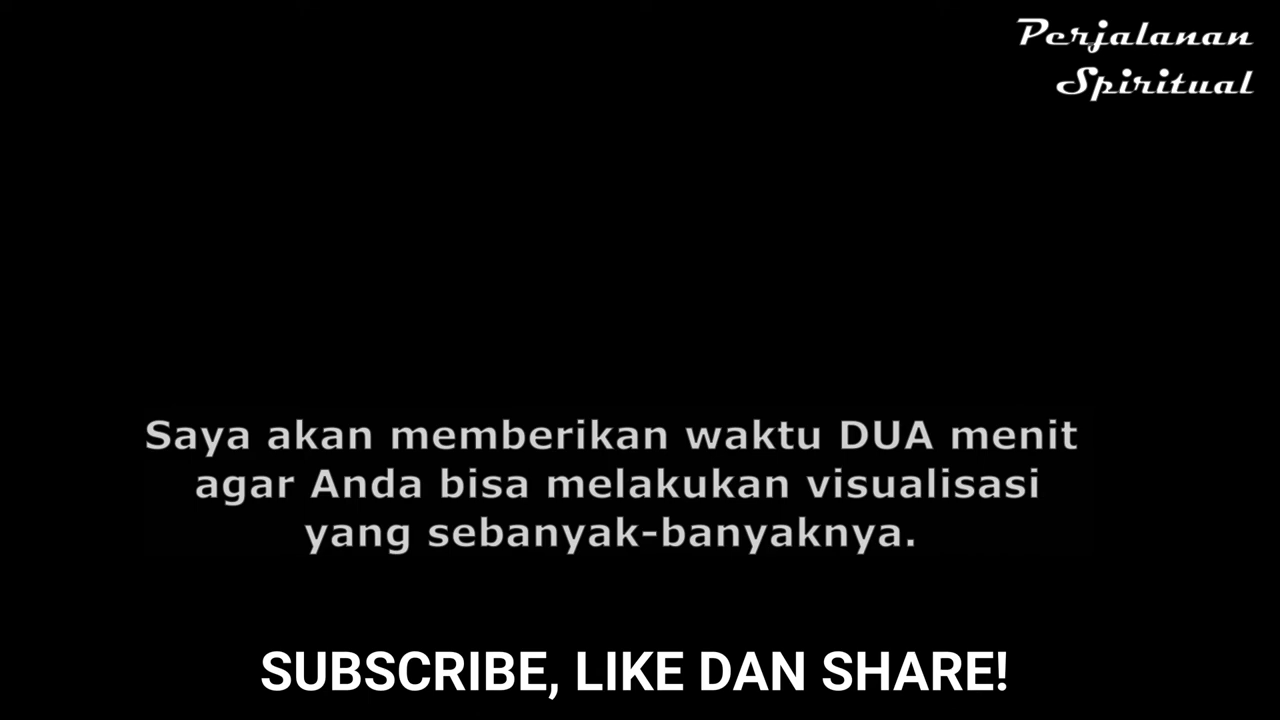 Perjalanan
Spiritual
Saya akan memberikan waktu DUA menit
agar Anda bisa melakukan visualisasi
yang sebanyak-banyaknya.
SUBSCRIBE, LIKE DAN SHARE!